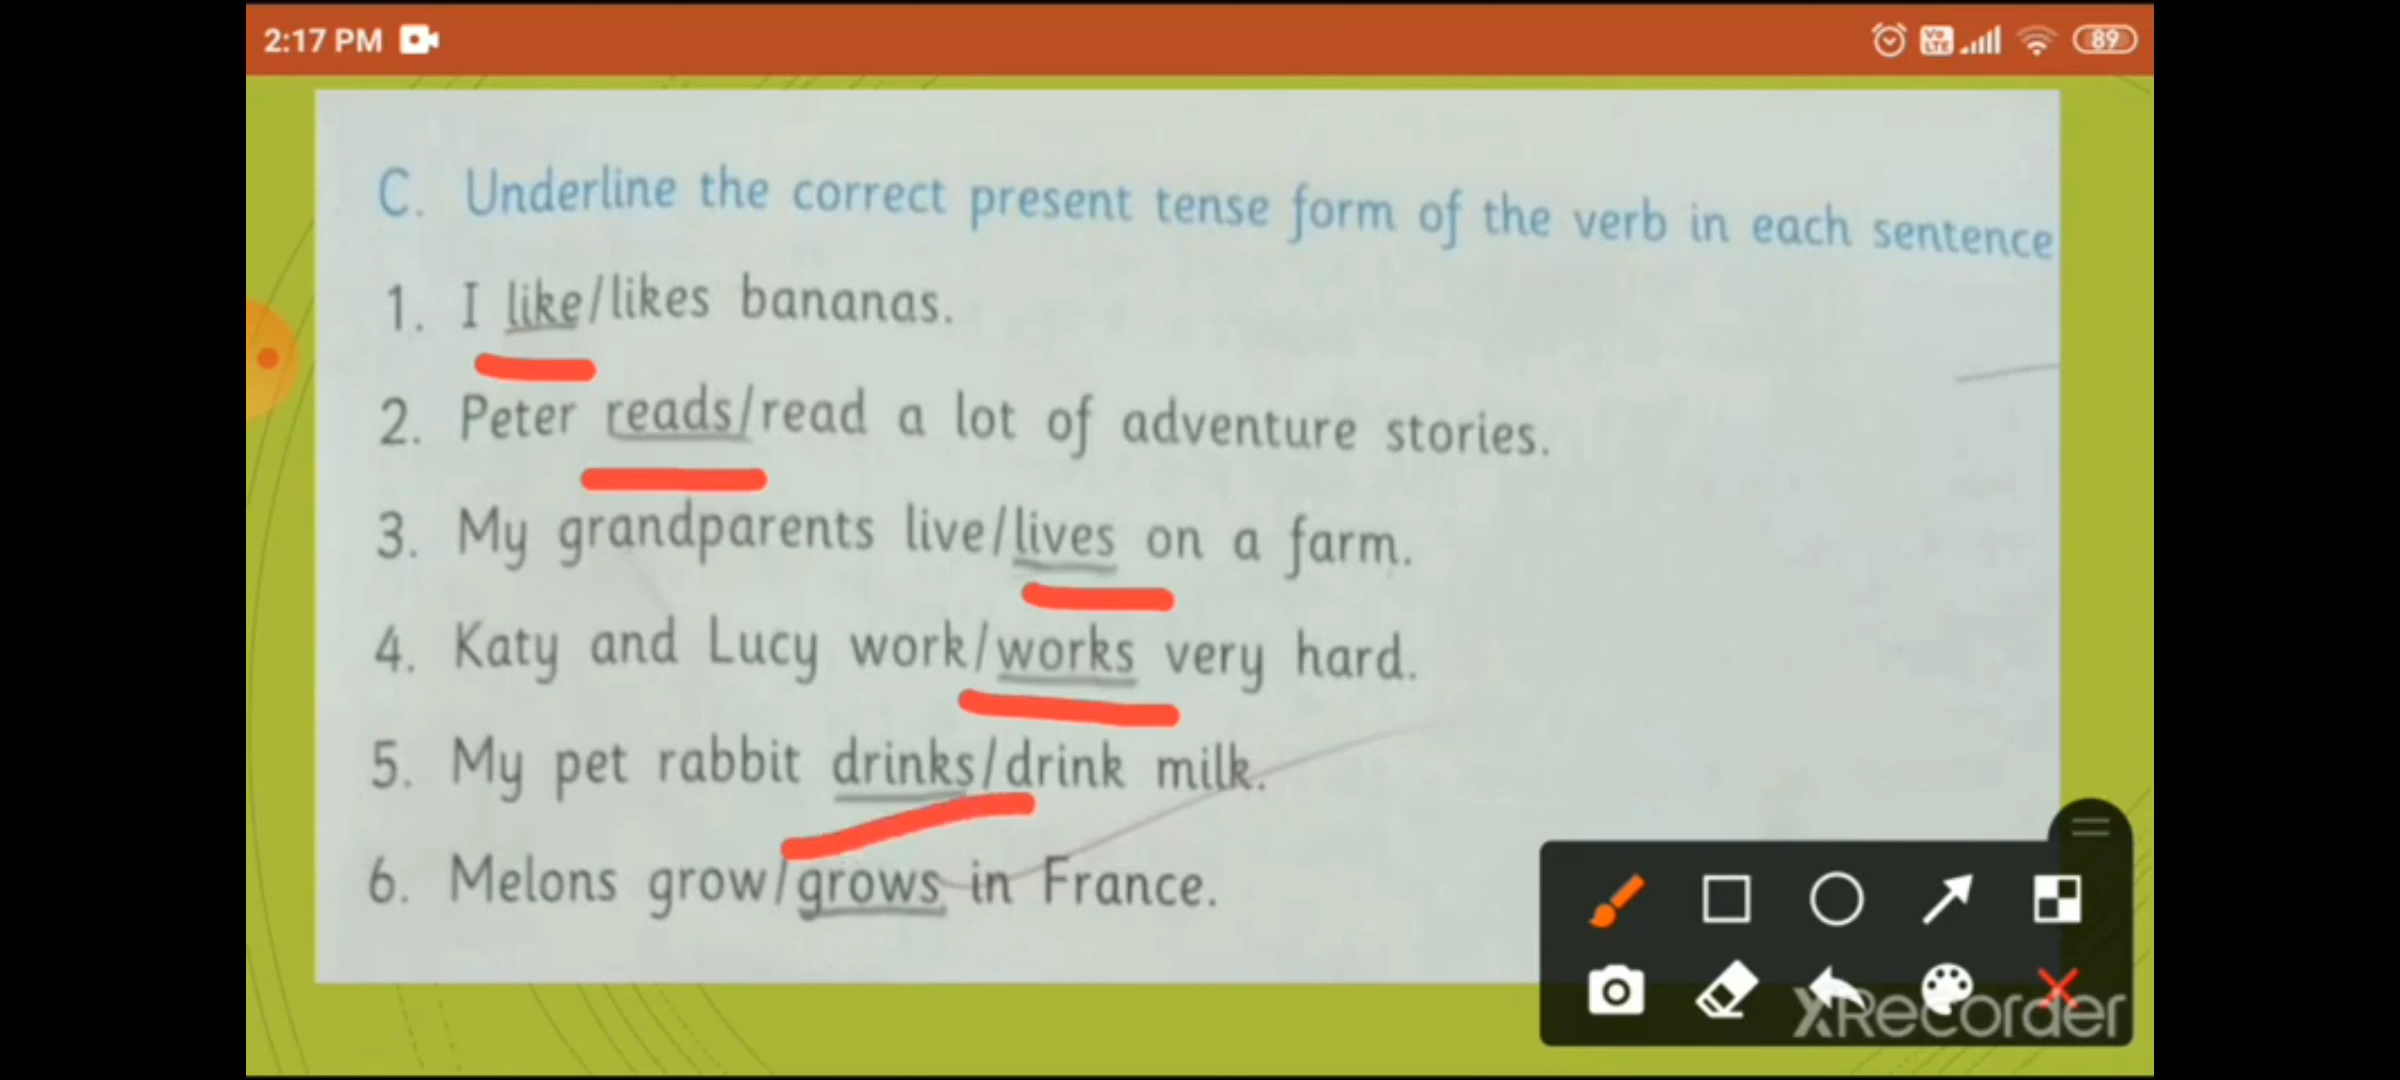 2:17 PM
Vo LTE
89
C. Underline the correct present tense form of the verb in each sentence
1. I like/likes bananas.
2. Peter reads/read a lot of adventure stories.
3. My grandparents live/lives on a farm.
4. Katy and Lucy work/works very hard.
5. My pet rabbit drinks/drink milk.
6. Melons grow/grows in France.
XRecorder